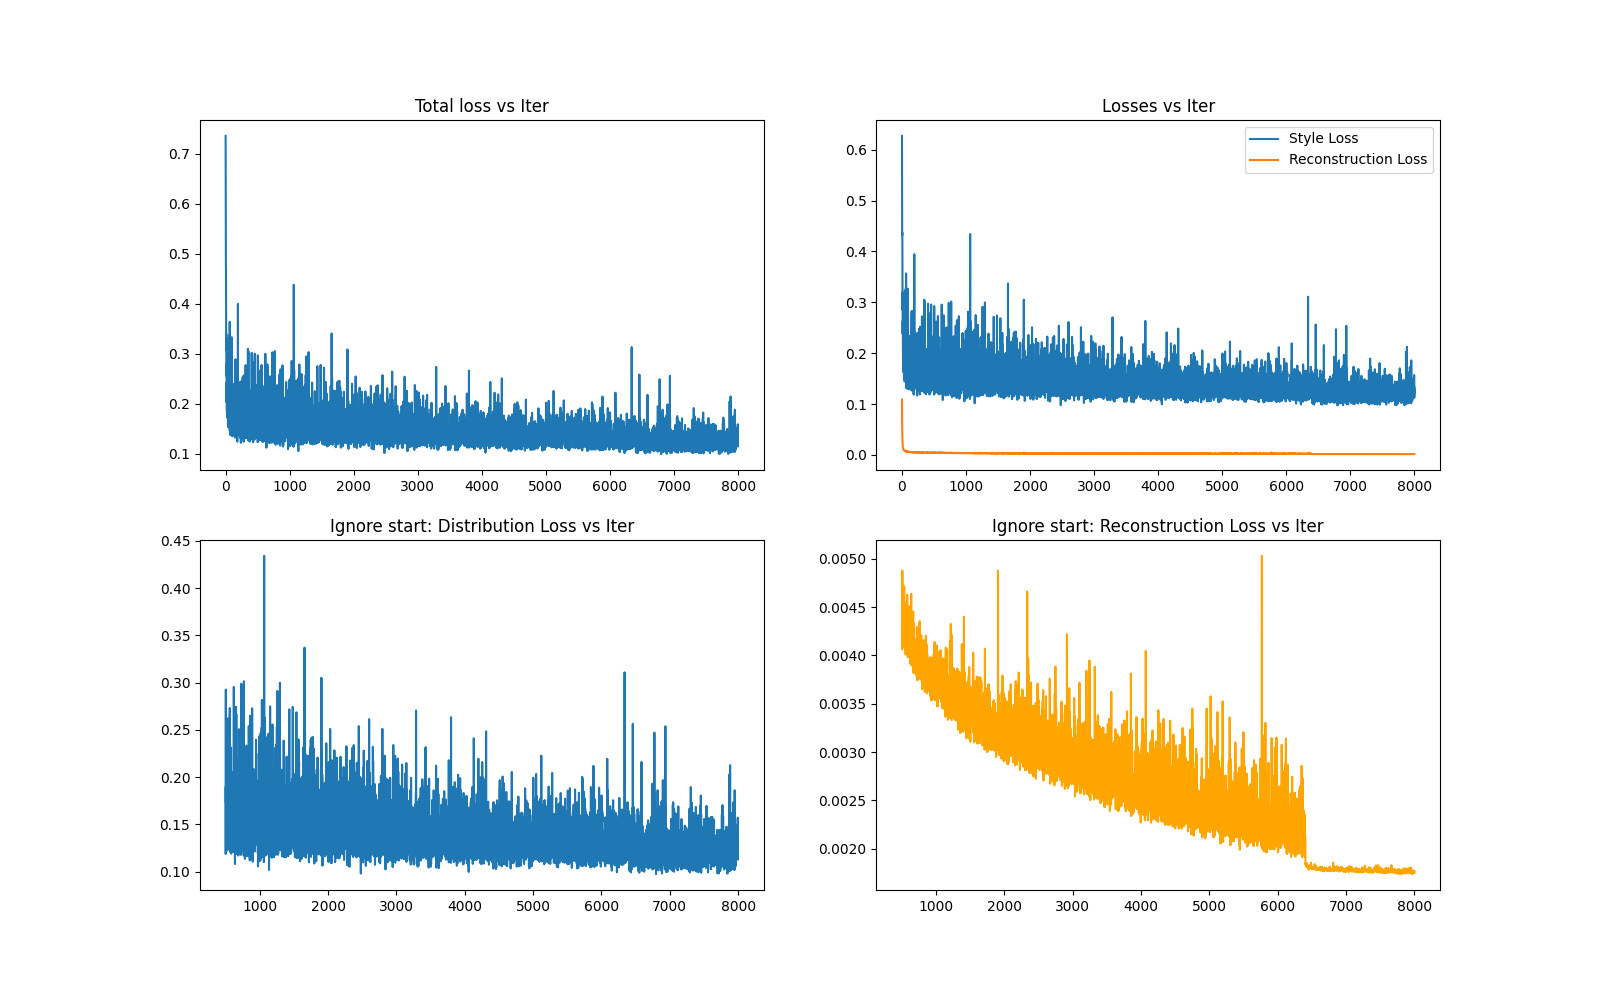 Total loss vs Iter
0.7
0.6
0.5
0.4
0.3
0.2
0.1
0 1000 2000 3000 4000 5000 6000 7000 8000
Losses vs Iter
Style Loss
Reconstruction Loss
0.6
0.5
0.4
0.3
0.2
0.1
0.0
0 1000 2000 3000 4000 5000 6000 7000 8000
Ignore start: Distribution Loss vs Iter
0.45
0.40
0.35
0.30
0.25
0.20
0.15
0.10
1000 2000 3000 4000 5000 6000 7000 8000
Ignore start: Reconstruction Loss vs Iter
0.0050
0.0045
0.0040
0.0035
0.0030
0.0025
0.0020
1000 2000 3000 4000 5000 6000 7000 8000